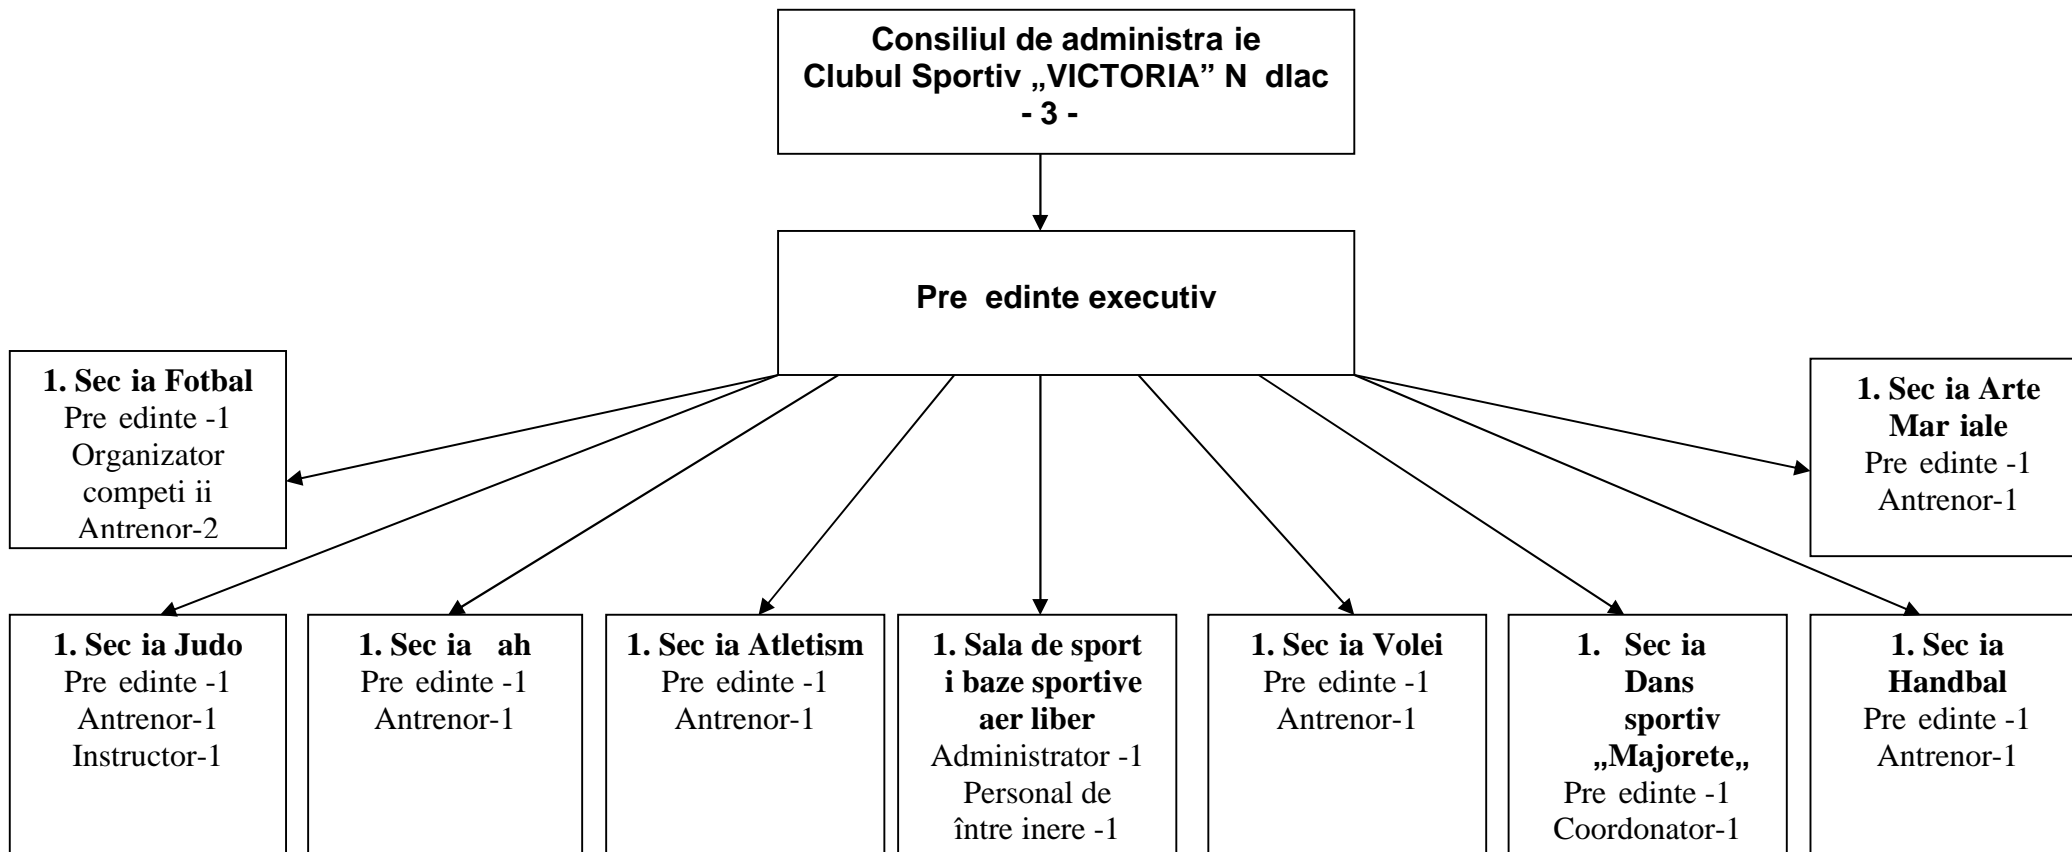 Consiliul de administra ie
Clubul Sportiv „VICTORIA” N dlac
- 3 -
Pre edinte executiv
1. Sec ia Fotbal
Pre edinte -1
Organizator
competi ii
Antrenor-2
1. Sec ia Arte
Mar iale
Pre edinte -1
Antrenor-1
1. Sec ia Judo
Pre edinte -1
Antrenor-1
Instructor-1
1. Sec ia ah
Pre edinte -1
Antrenor-1
1. Sec ia Atletism
Pre edinte -1
Antrenor-1
1. Sala de sport
i baze sportive
aer liber
Administrator -1
Personal de
între inere -1
1. Sec ia Volei
Pre edinte -1
Antrenor-1
1. Sec ia
Dans
sportiv
„Majorete„
Pre edinte -1
Coordonator-1
1. Sec ia
Handbal
Pre edinte -1
Antrenor-1